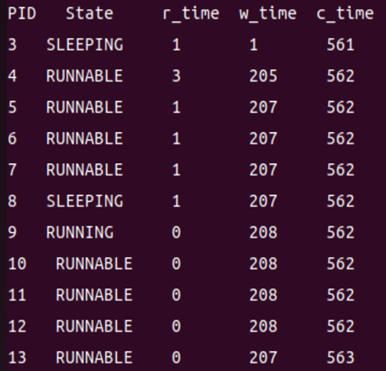 PID State r_time w_time c_time
3 SLEEPING 1 1 561
4 RUNNABLE 3 205 562
5 RUNNABLE 1 207 562
6 RUNNABLE 1 207 562
7 RUNNABLE 1 207 562
8 SLEEPING 1 207 562
9 RUNNING 0 208 562
10 RUNNABLE 0 208 562
11 RUNNABLE 0 208 562
12 RUNNABLE 0 208 562
13 RUNNABLE 0 207 563